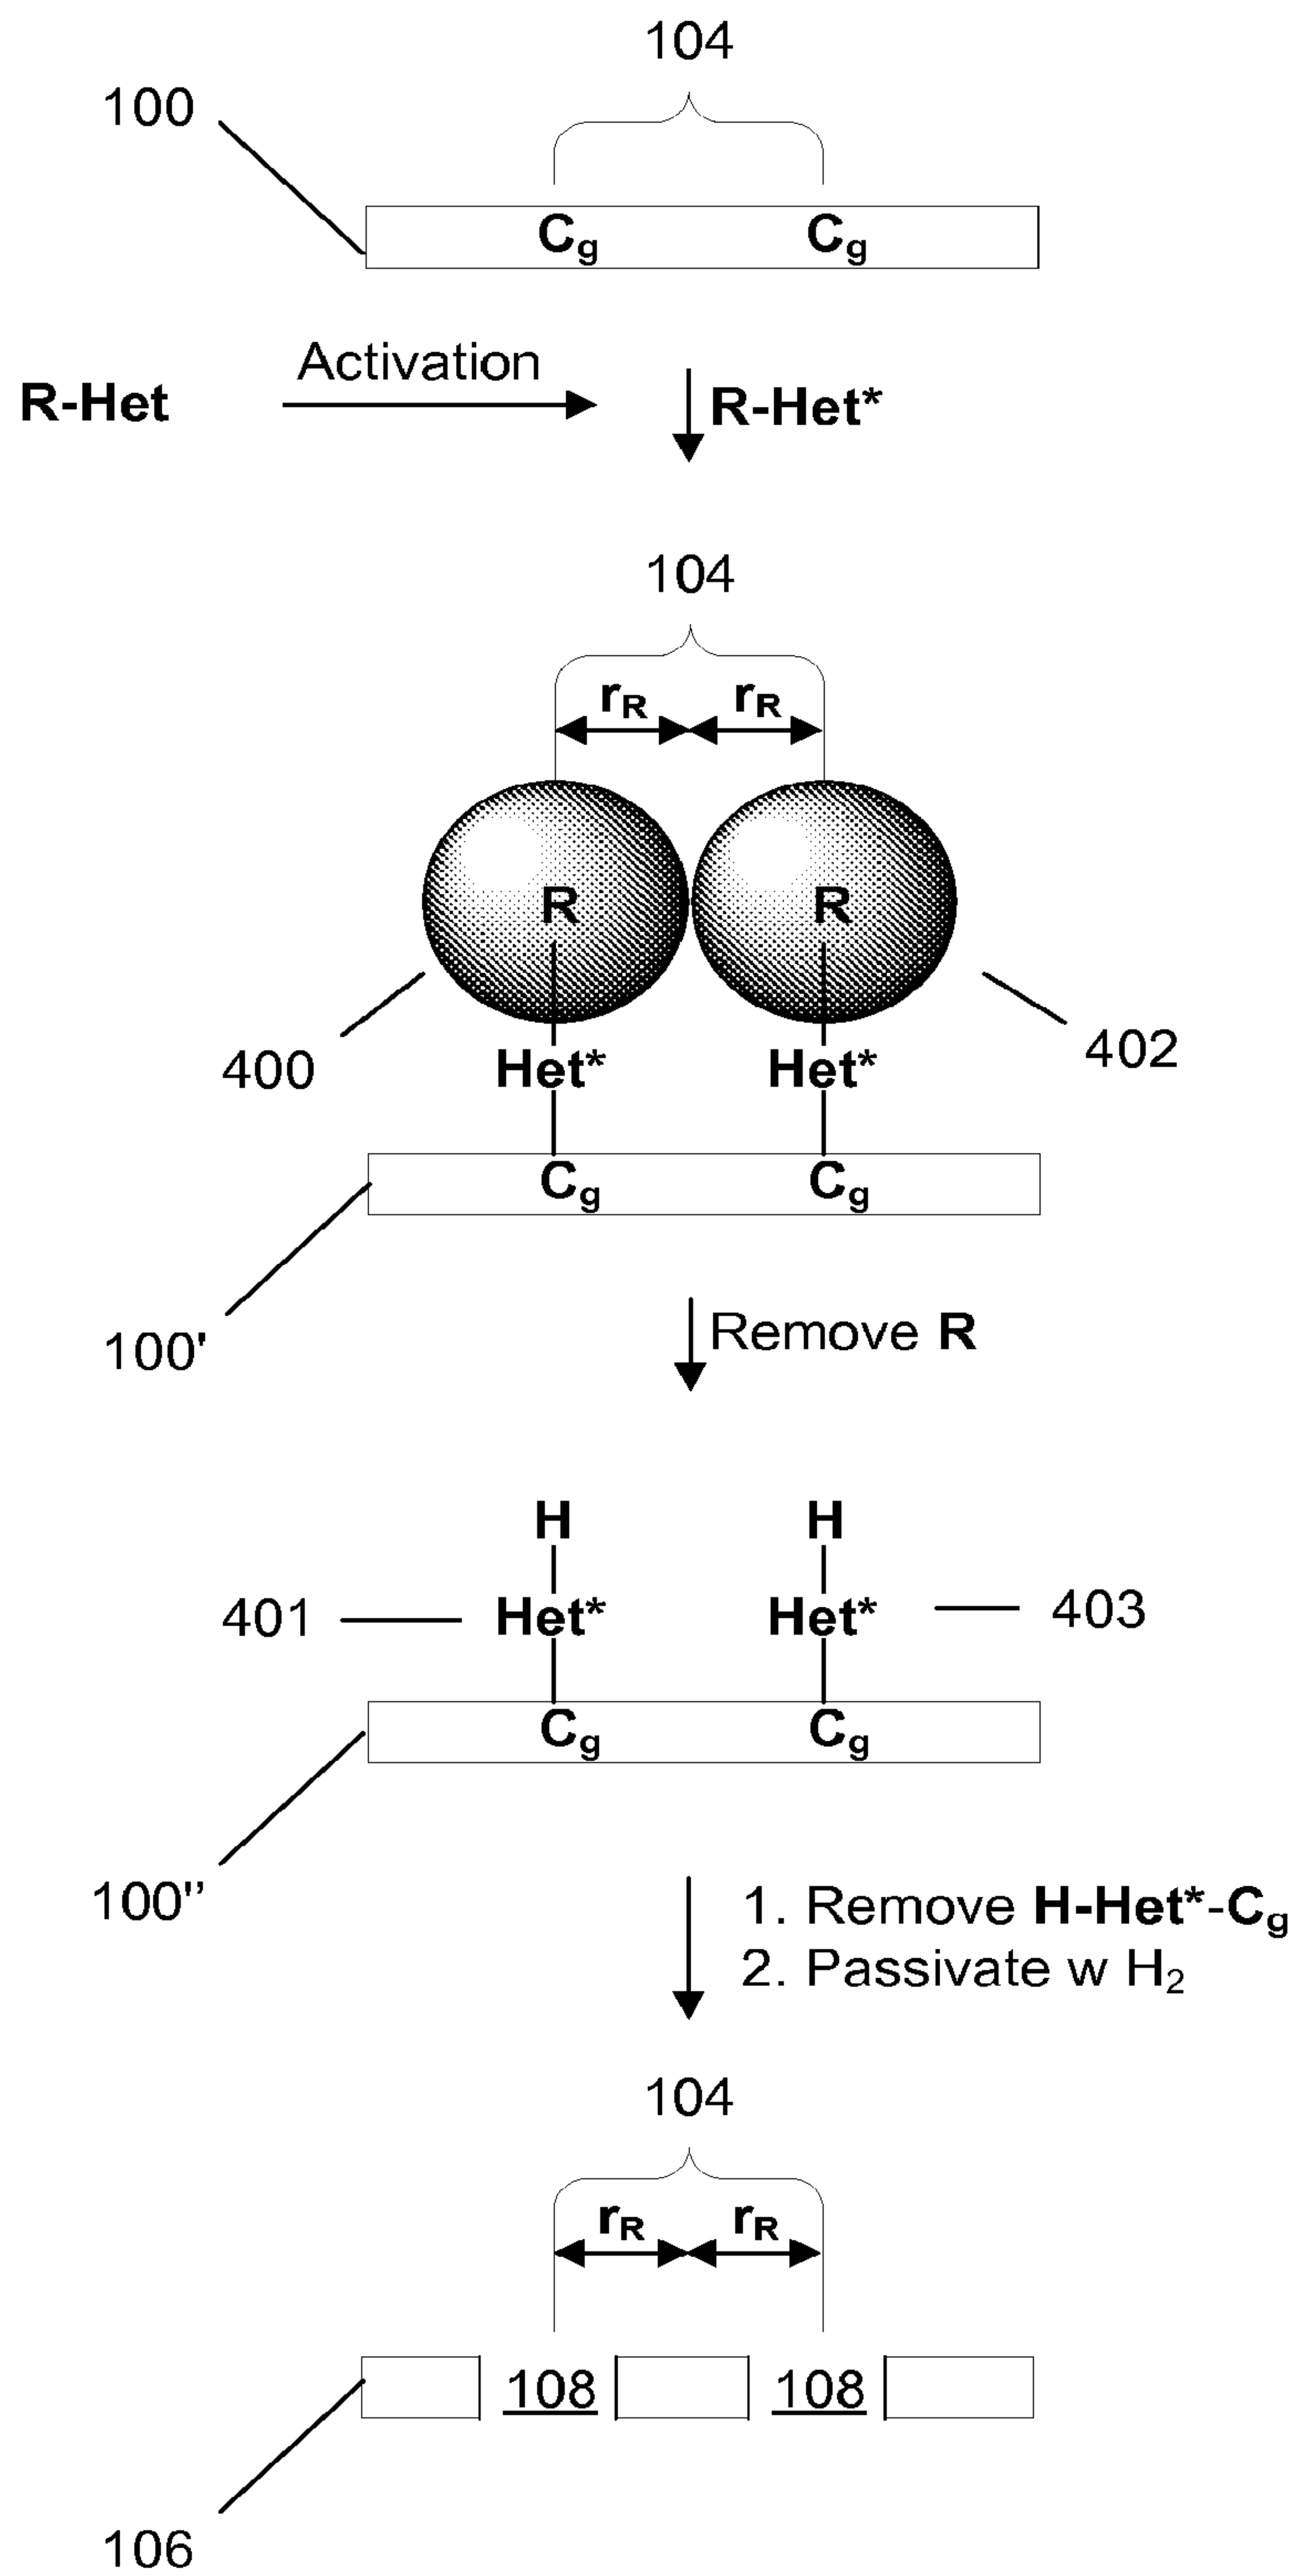 104
100
Cg Cg
Activation
R-Het R-Het*
104
rR rR
R R
400 Het* Het* 402
Cg Cg
100'
Remove R
H H
401 Het* Het* 403
Cg Cg
100"
1. Remove H-Het*-Cg
2. Passivate w H2
104
rR rR
108 108
106